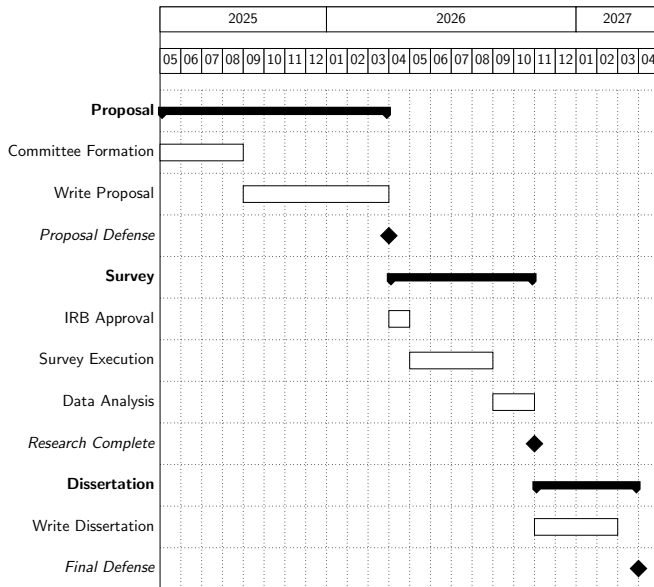 2025 2026 2027
05 06 07 08 09 10 11 12 01 02 03 04 05 06 07 08 09 10 11 12 01 02 03 04
Proposal
Committee Formation
Write Proposal
Proposal Defense
Survey
IRB Approval
Survey Execution
Data Analysis
Research Complete
Dissertation
Write Dissertation
Final Defense